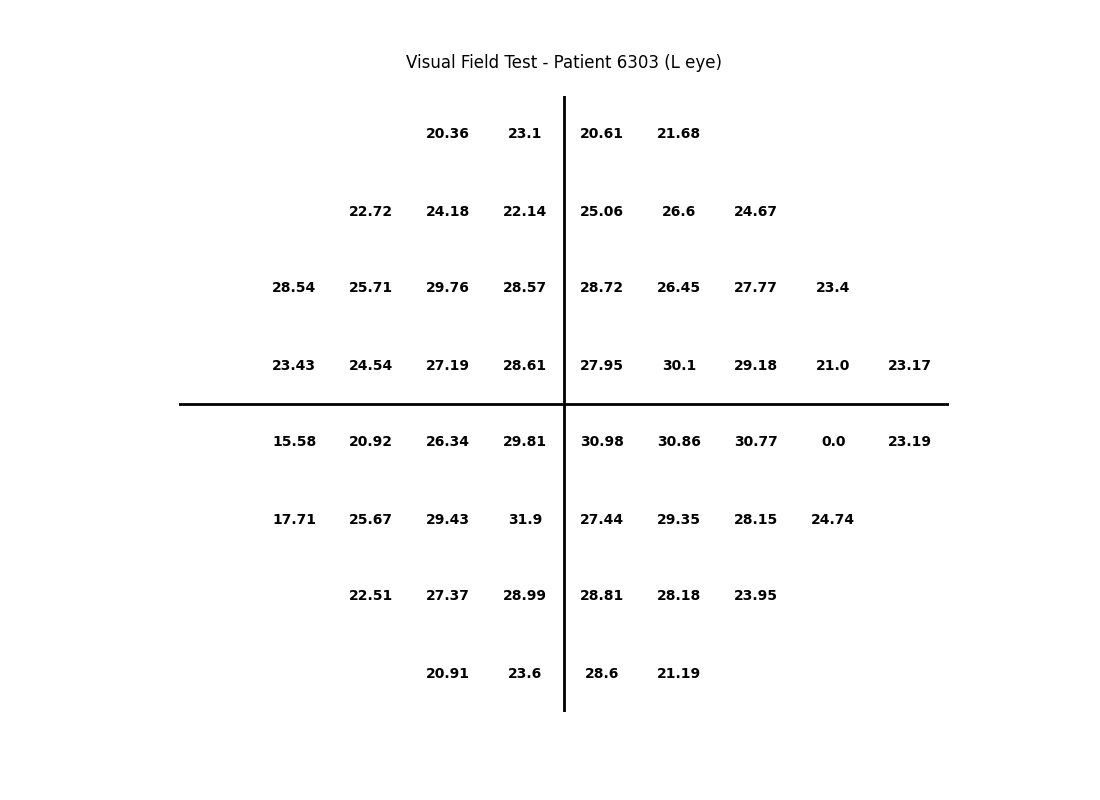 Visual Field Test - Patient 6303 (L eye)
20.36 23.1 20.61 21.68
22.72 24.18 22.14 25.06 26.6 24.67
28.54 25.71 29.76 28.57 28.72 26.45 27.77 23.4
23.43 24.54 27.19 28.61 27.95 30.1 29.18 21.0 23.17
15.58 20.92 26.34 29.81 30.98 30.86 30.77 0.0 23.19
17.71 25.67 29.43 31.9 27.44 29.35 28.15 24.74
22.51 27.37 28.99 28.81 28.18 23.95
20.91 23.6 28.6 21.19